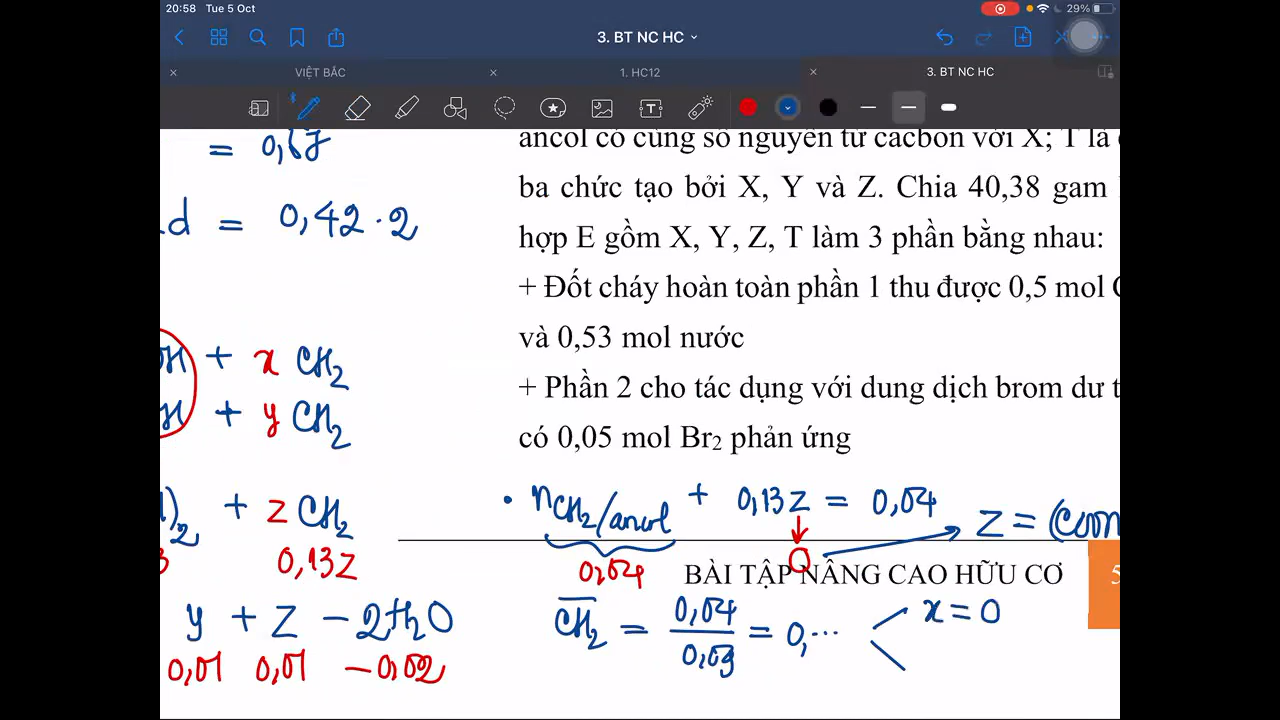 20:58 Tue 5 Oct
29%
3. BT NC HC
VIỆT BẮC
1. HC12
3. BT NC HC
= 0,67
= 0,42 · 2
+ x CH2
+ y CH2
+ z CH2
0,13z
y + z − 2H2O
0,01 0,01 −0,02
ancol có cùng số nguyên tử cacbon với X; T là
ba chức tạo bởi X, Y và Z. Chia 40,38 gam
hợp E gồm X, Y, Z, T làm 3 phần bằng nhau:
+ Đốt cháy hoàn toàn phần 1 thu được 0,5 mol
và 0,53 mol nước
+ Phần 2 cho tác dụng với dung dịch brom dư
có 0,05 mol Br2 phản ứng
• nCH2/ancol + 0,13z = 0,04
0,04
0
Z = (COOH
BÀI TẬP NÂNG CAO HỮU CƠ
5
CH2 = 0,04/0,09 = 0,...
x = 0